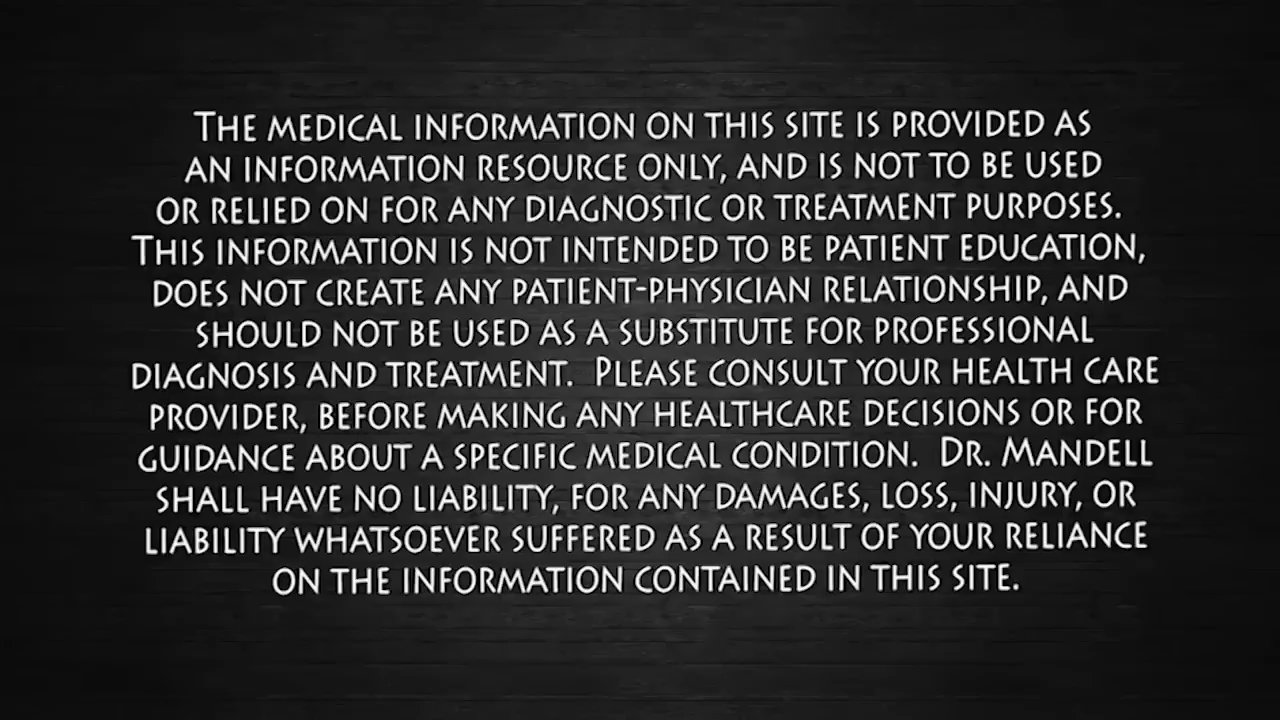 The medical information on this site is provided as
an information resource only, and is not to be used
or relied on for any diagnostic or treatment purposes.
This information is not intended to be patient education,
does not create any patient-physician relationship, and
should not be used as a substitute for professional
diagnosis and treatment.  Please consult your health care
provider, before making any healthcare decisions or for
guidance about a specific medical condition.  Dr. Mandell
shall have no liability, for any damages, loss, injury, or
liability whatsoever suffered as a result of your reliance
on the information contained in this site.